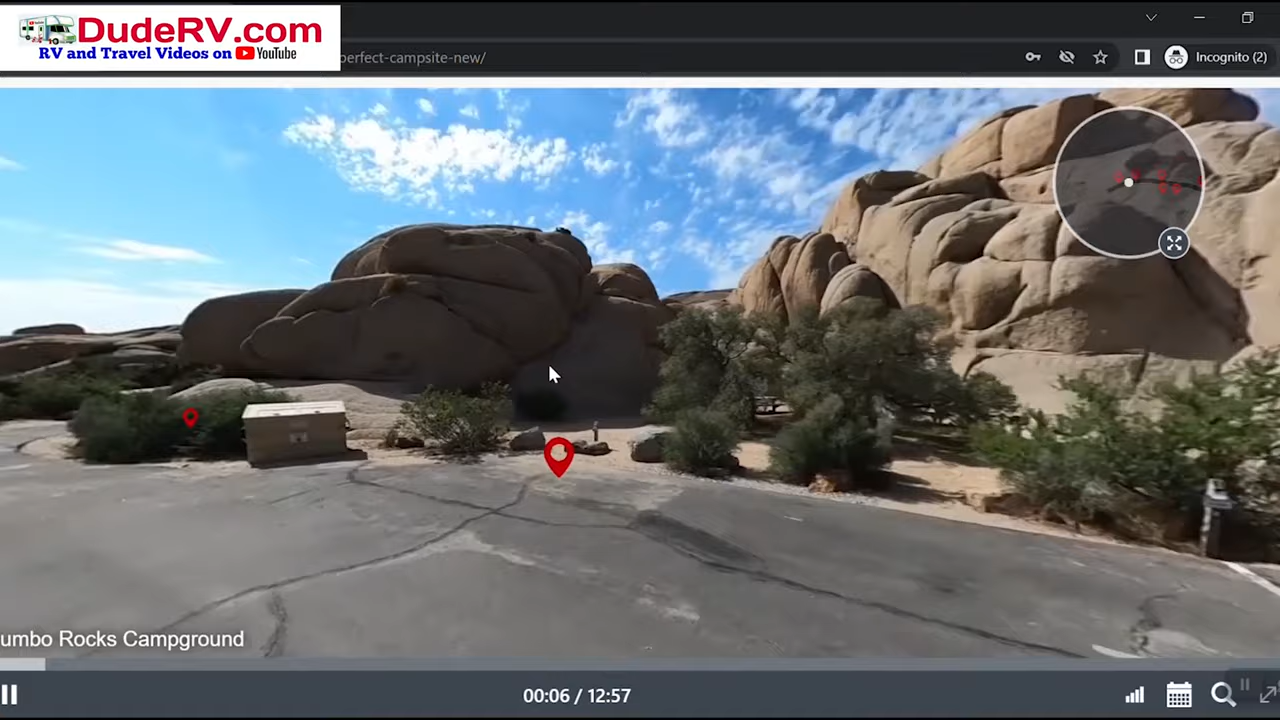 DudeRV.com
RV and Travel Videos on YouTube
perfect-campsite-new/
Incognito (2)
umbo Rocks Campground
00:06 / 12:57